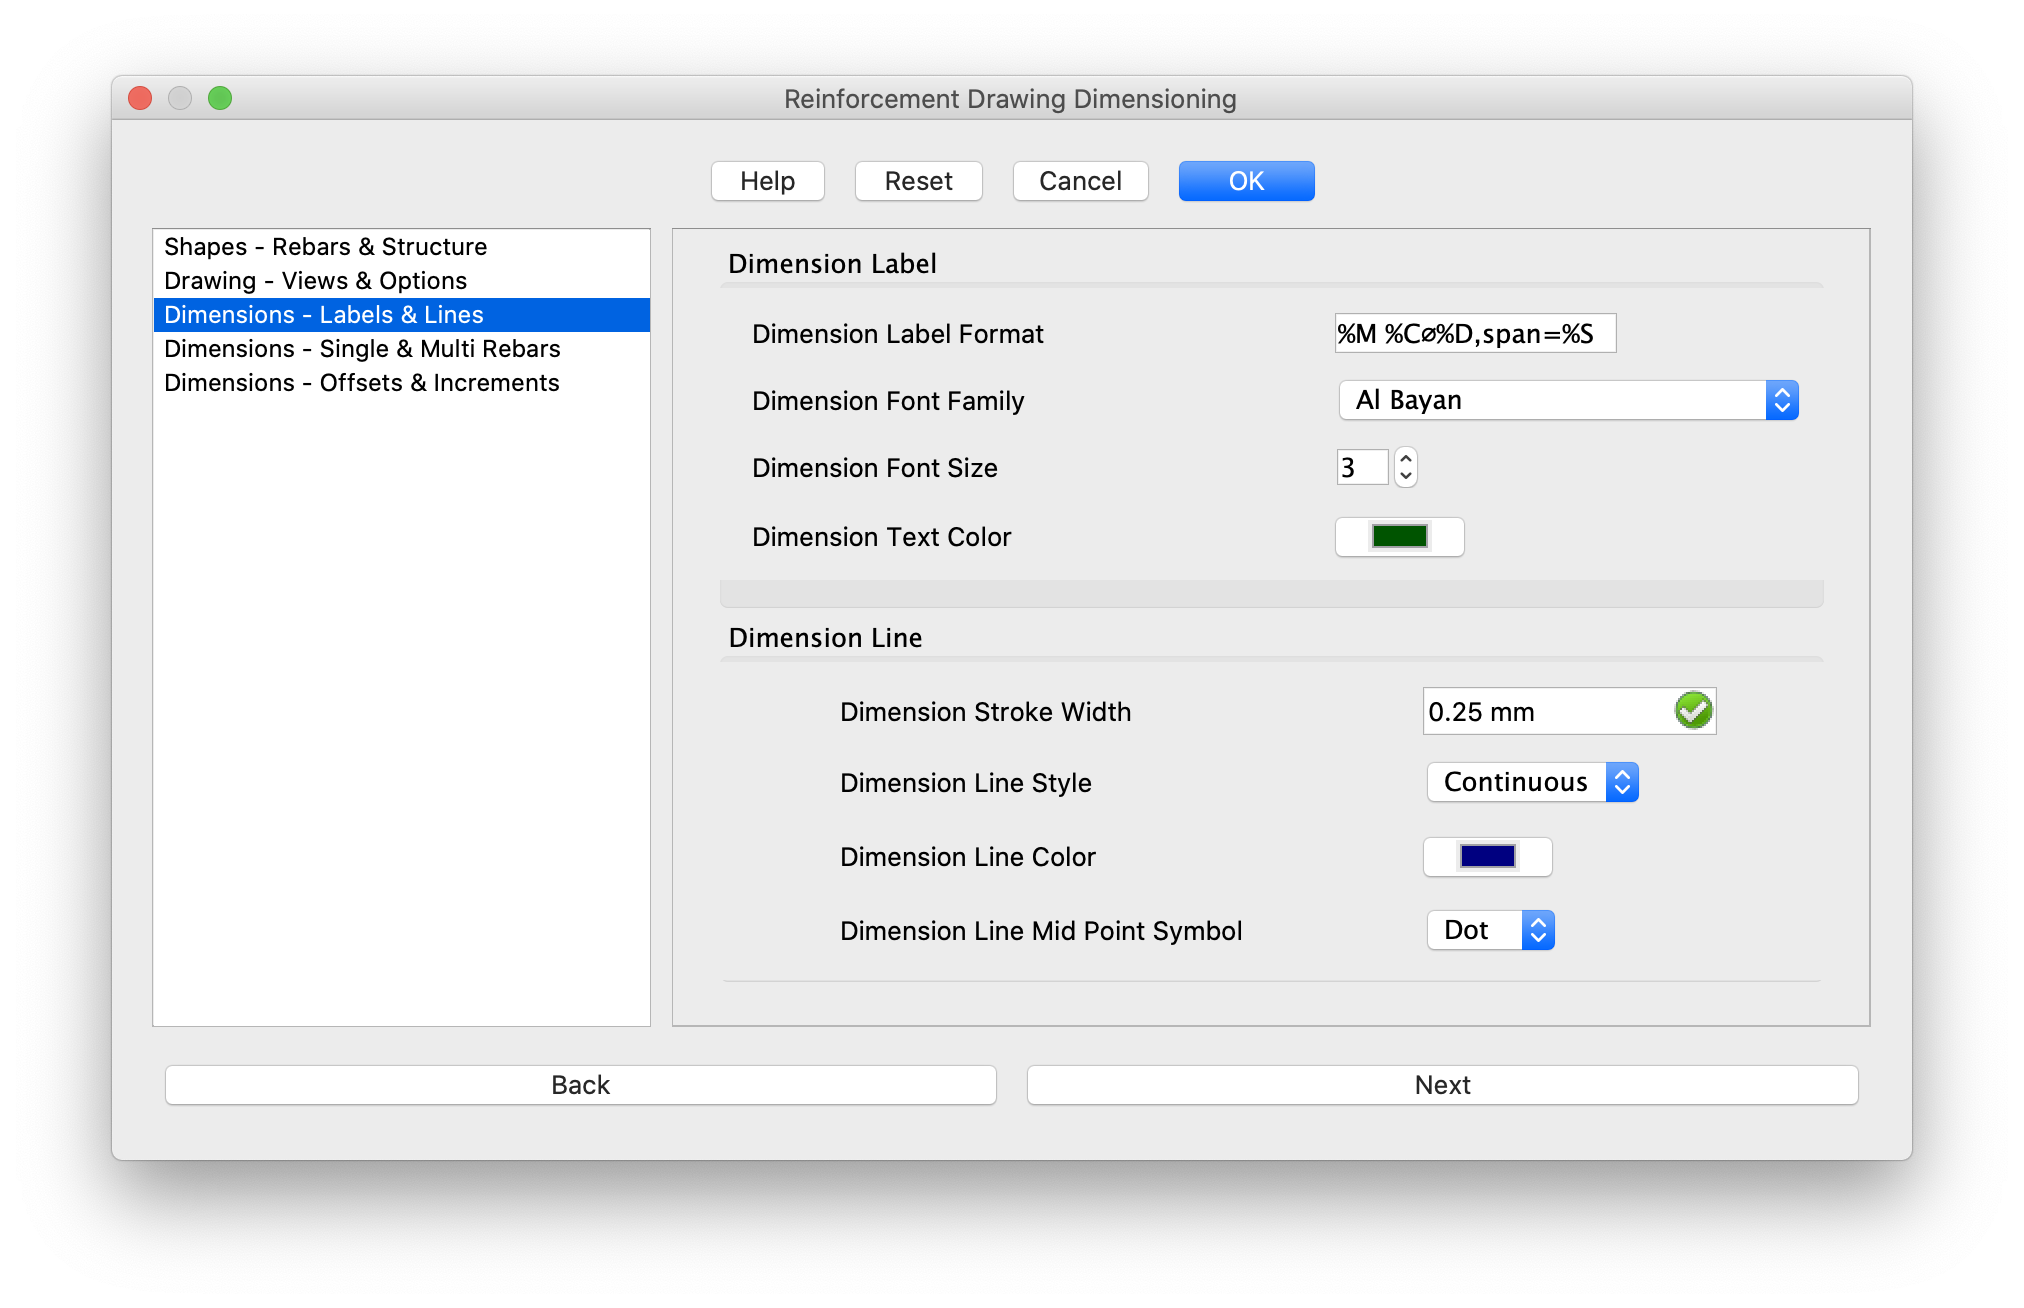 Reinforcement Drawing Dimensioning
Help Reset Cancel OK
Shapes - Rebars & Structure
Drawing - Views & Options
Dimensions - Labels & Lines
Dimensions - Single & Multi Rebars
Dimensions - Offsets & Increments
Dimension Label
Dimension Label Format %M %C⌀%D,span=%S
Dimension Font Family Al Bayan
Dimension Font Size 3
Dimension Text Color
Dimension Line
Dimension Stroke Width 0.25 mm
Dimension Line Style Continuous
Dimension Line Color
Dimension Line Mid Point Symbol Dot
Back Next